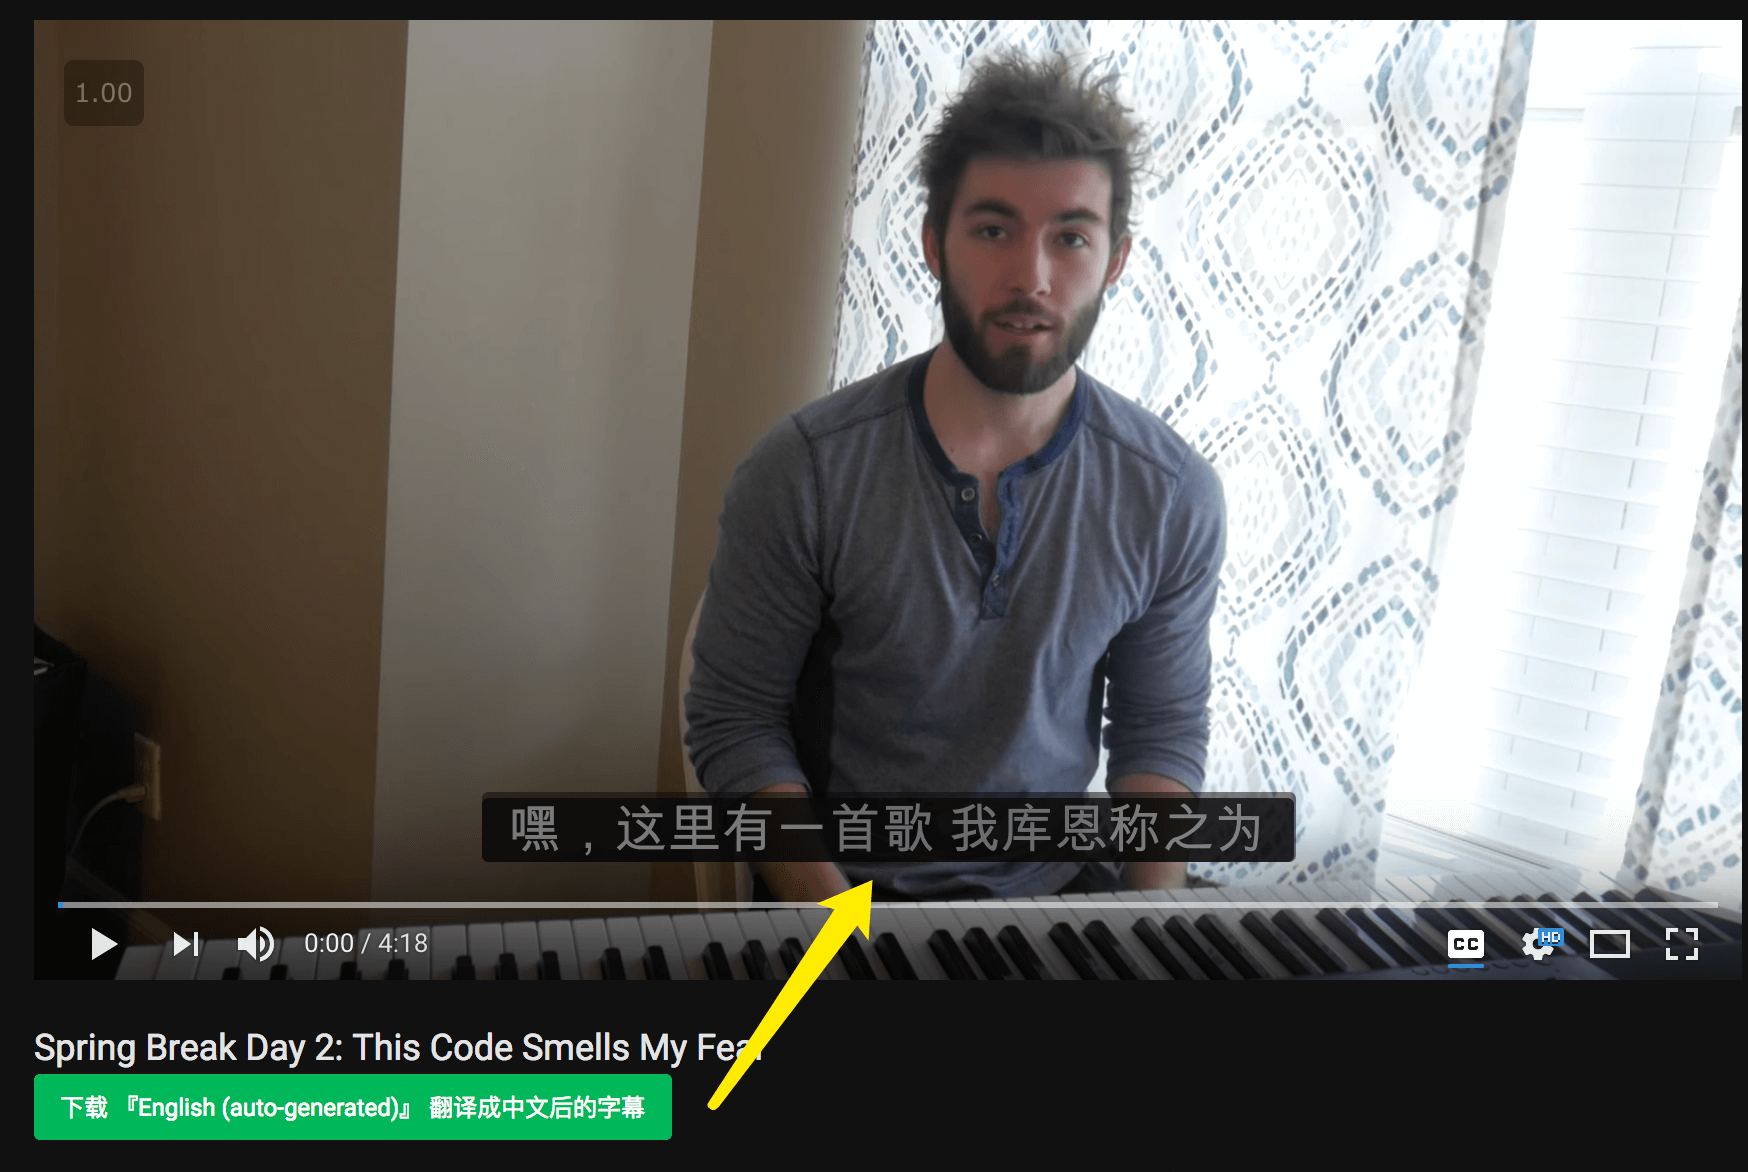 1.00
嘿，这里有一首歌 我库恩称之为
0:00 / 4:18
CC
HD
Spring Break Day 2: This Code Smells My Fear
下载 『English (auto-generated)』 翻译成中文后的字幕